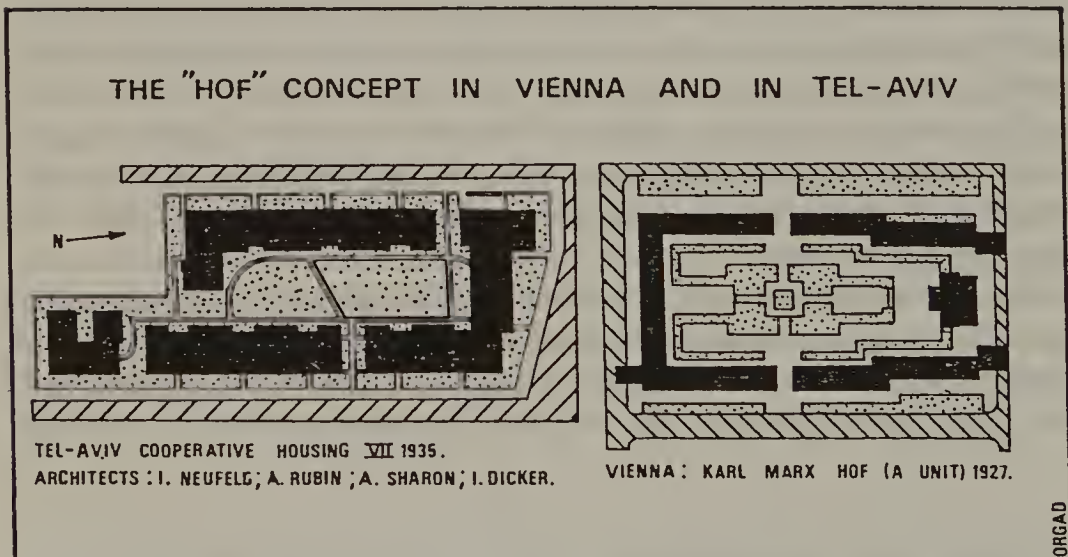 THE "HOF" CONCEPT IN VIENNA AND IN TEL-AVIV
N
TEL-AVIV COOPERATIVE HOUSING VII 1935.
ARCHITECTS: I. NEUFELG; A. RUBIN; A. SHARON; I. DICKER.
VIENNA: KARL MARX HOF (A UNIT) 1927.
ORGAD